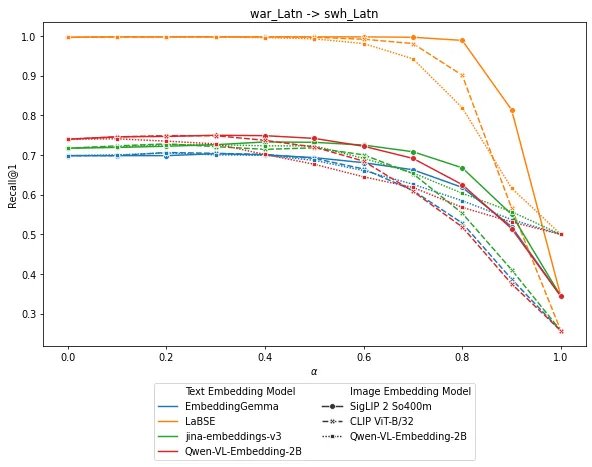 war_Latn -> swh_Latn
Recall@1
1.0
0.9
0.8
0.7
0.6
0.5
0.4
0.3
0.0 0.2 0.4 0.6 0.8 1.0
α
Text Embedding Model
EmbeddingGemma
LaBSE
jina-embeddings-v3
Qwen-VL-Embedding-2B
Image Embedding Model
SigLIP 2 So400m
CLIP ViT-B/32
Qwen-VL-Embedding-2B